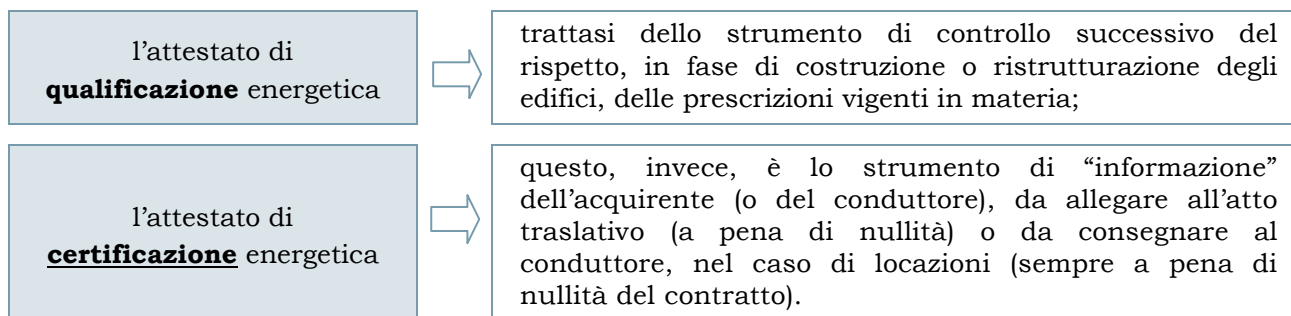 l’attestato di
qualificazione energetica
trattasi dello strumento di controllo successivo del
rispetto, in fase di costruzione o ristrutturazione degli
edifici, delle prescrizioni vigenti in materia;
l’attestato di
certificazione energetica
questo, invece, è lo strumento di “informazione”
dell’acquirente (o del conduttore), da allegare all’atto
traslativo (a pena di nullità) o da consegnare al
conduttore, nel caso di locazioni (sempre a pena di
nullità del contratto).